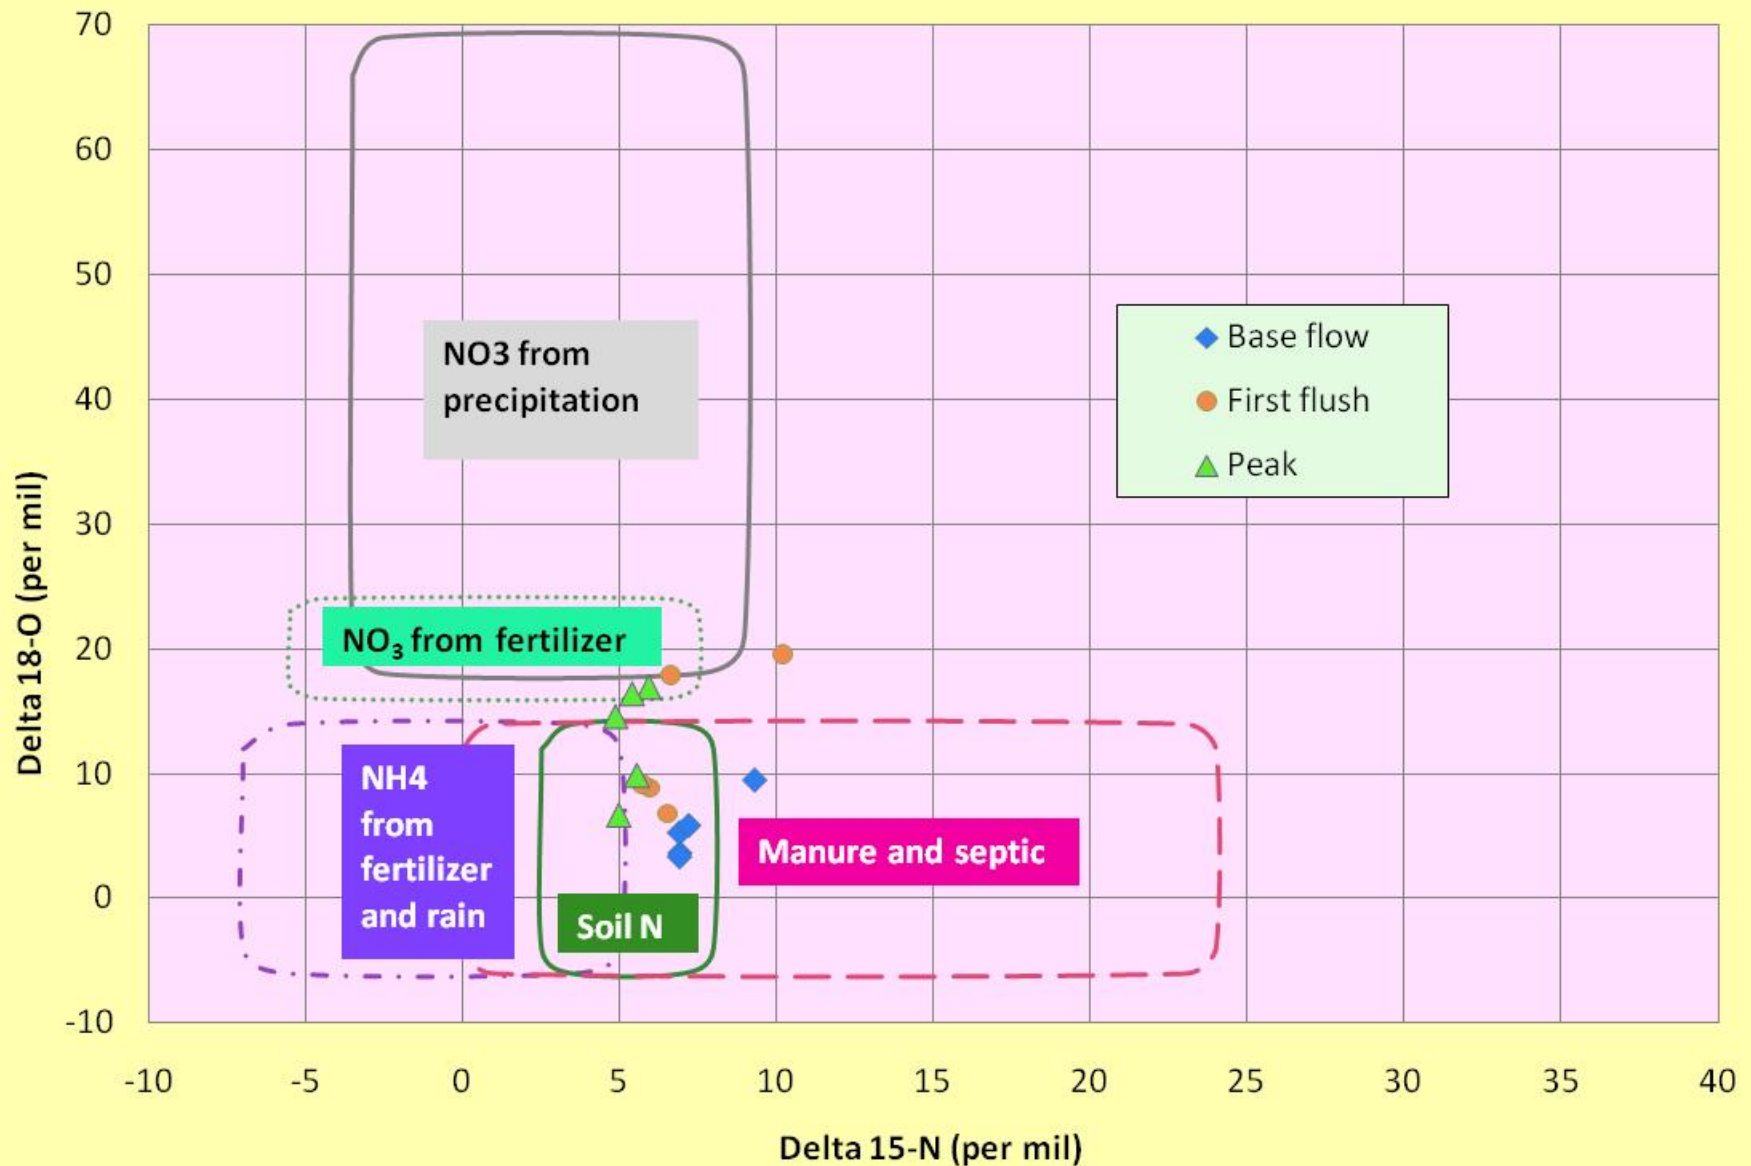 70
60
50
40
30
20
10
0
-10
Delta 18-O (per mil)
NO3 from
precipitation
NO₃ from fertilizer
NH4
from
fertilizer
and rain
Soil N
Manure and septic
Base flow
First flush
Peak
-10 -5 0 5 10 15 20 25 30 35 40
Delta 15-N (per mil)